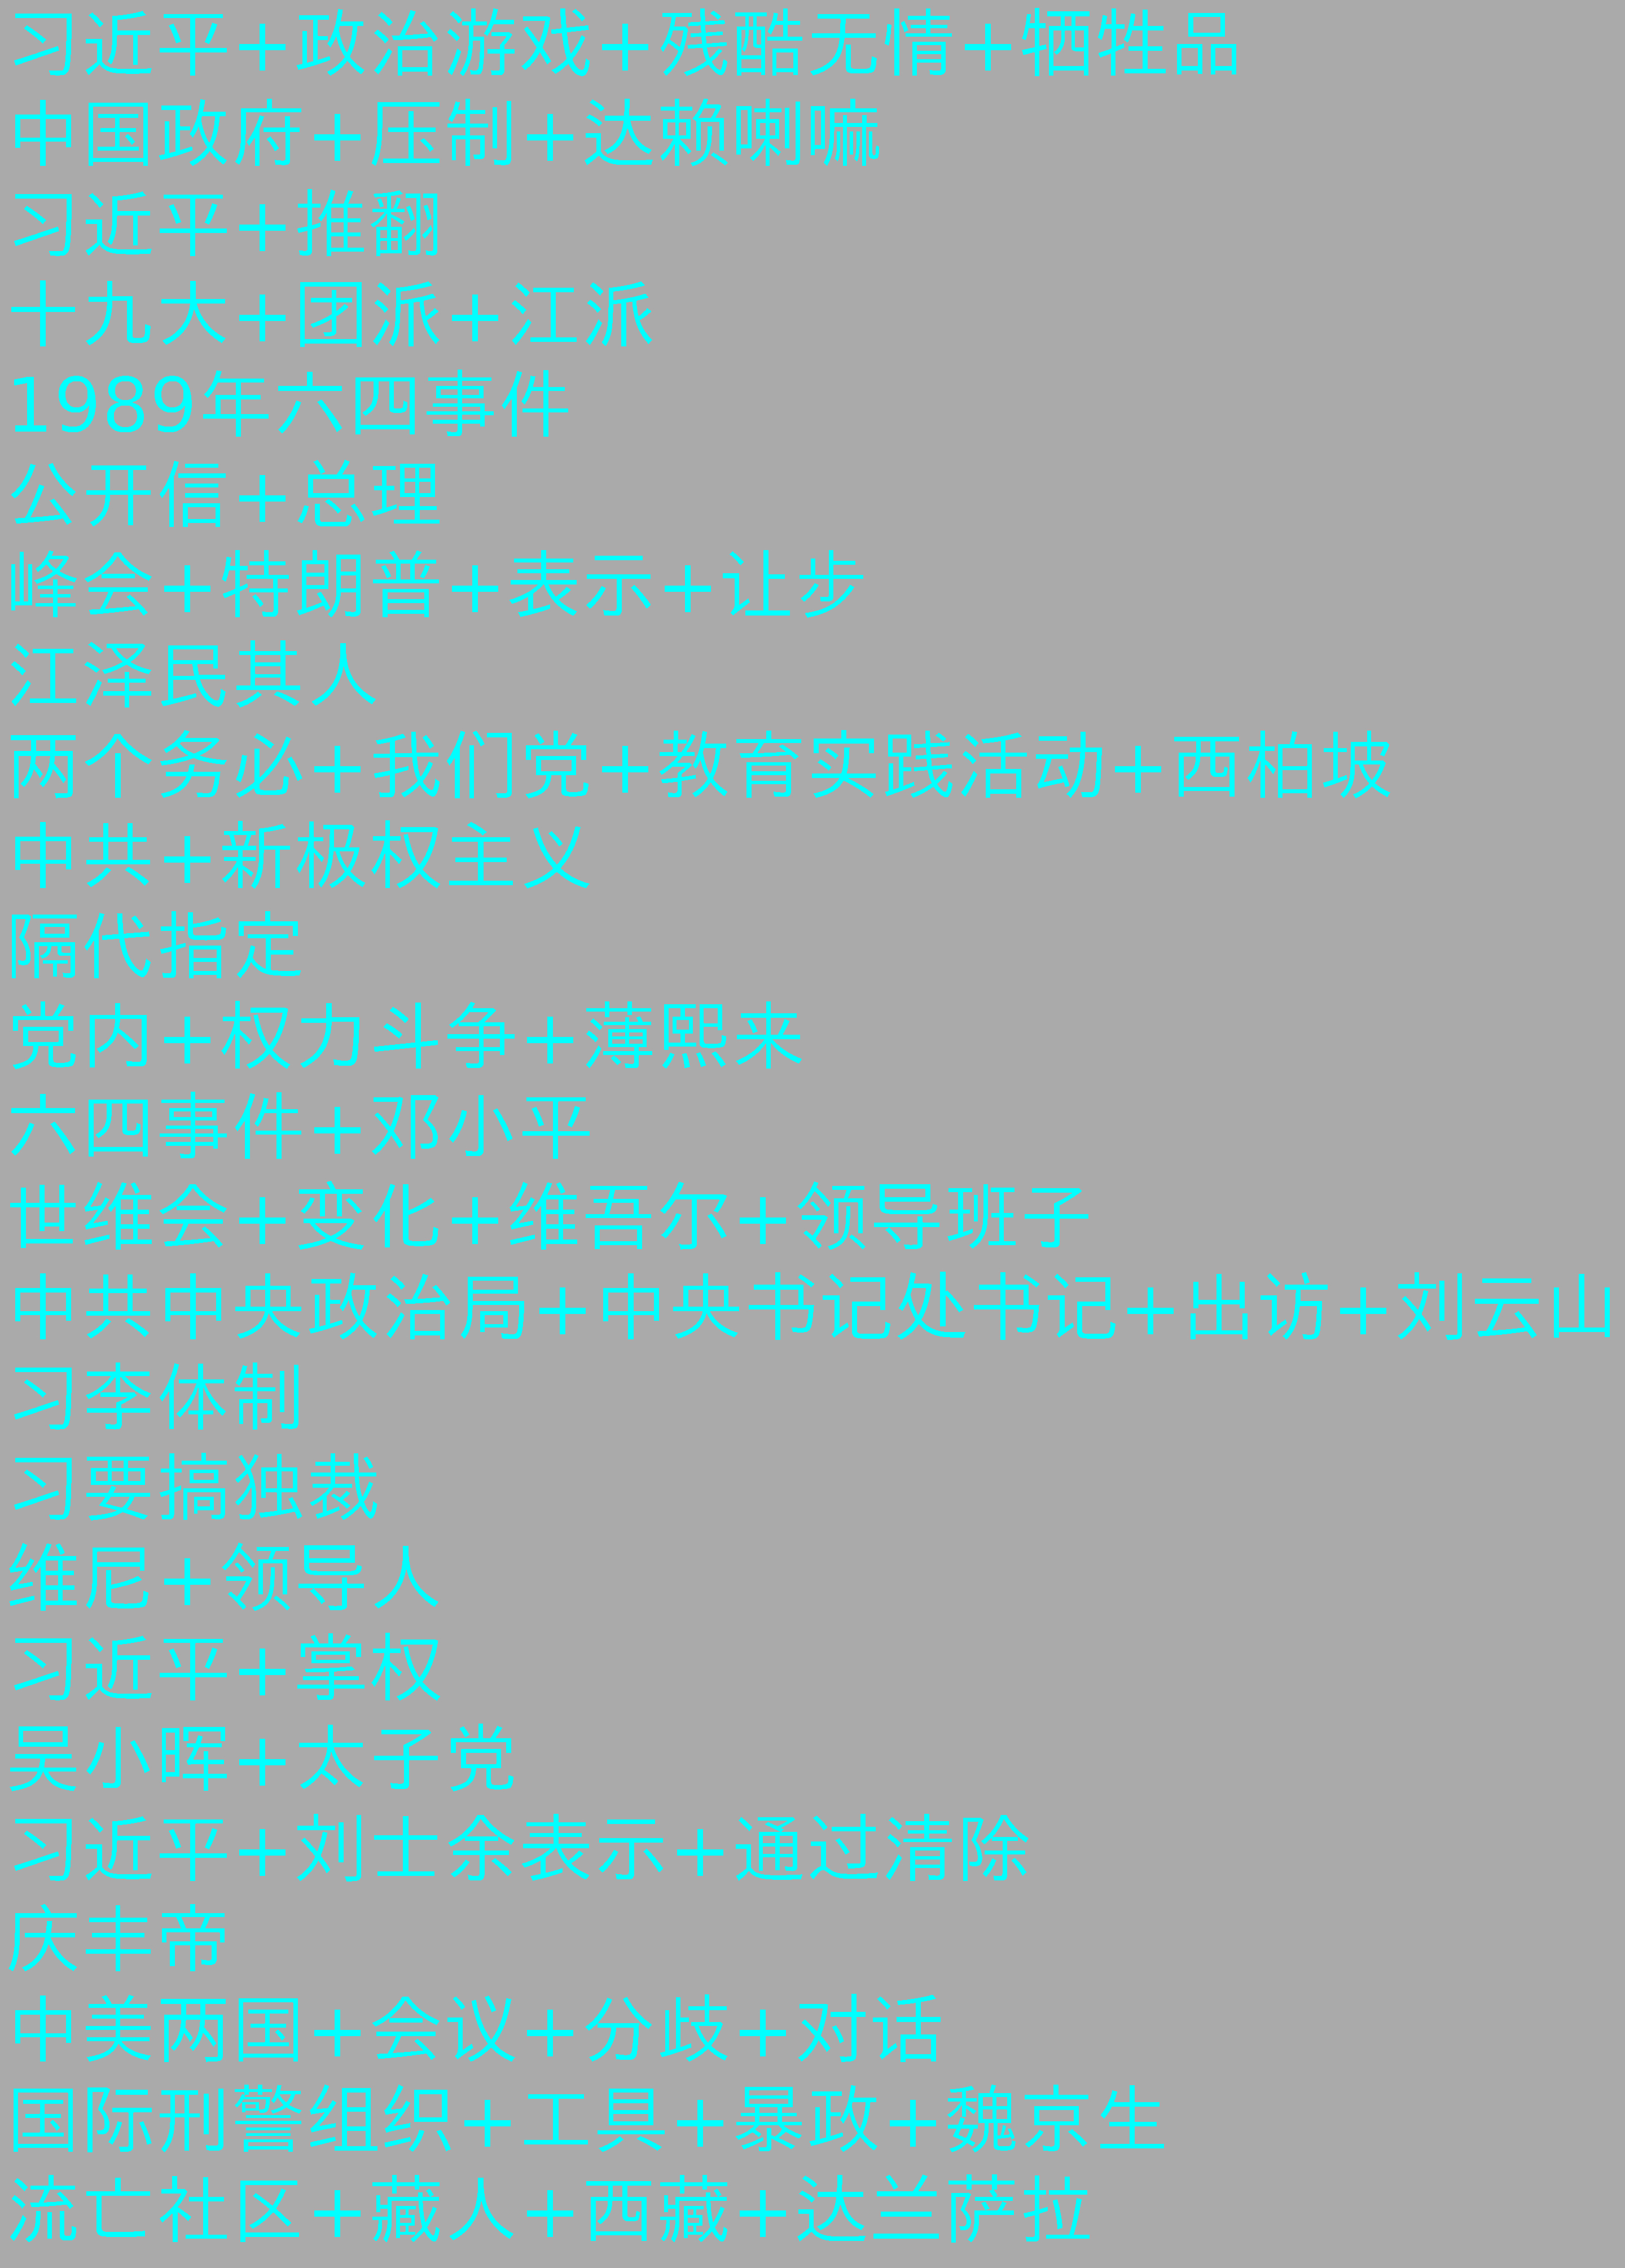 习近平+政治游戏+残酷无情+牺牲品
中国政府+压制+达赖喇嘛
习近平+推翻
十九大+团派+江派
1989年六四事件
公开信+总理
峰会+特朗普+表示+让步
江泽民其人
两个务必+我们党+教育实践活动+西柏坡
中共+新极权主义
隔代指定
党内+权力斗争+薄熙来
六四事件+邓小平
世维会+变化+维吾尔+领导班子
中共中央政治局+中央书记处书记+出访+刘云山
习李体制
习要搞独裁
维尼+领导人
习近平+掌权
吴小晖+太子党
习近平+刘士余表示+通过清除
庆丰帝
中美两国+会议+分歧+对话
国际刑警组织+工具+暴政+魏京生
流亡社区+藏人+西藏+达兰萨拉